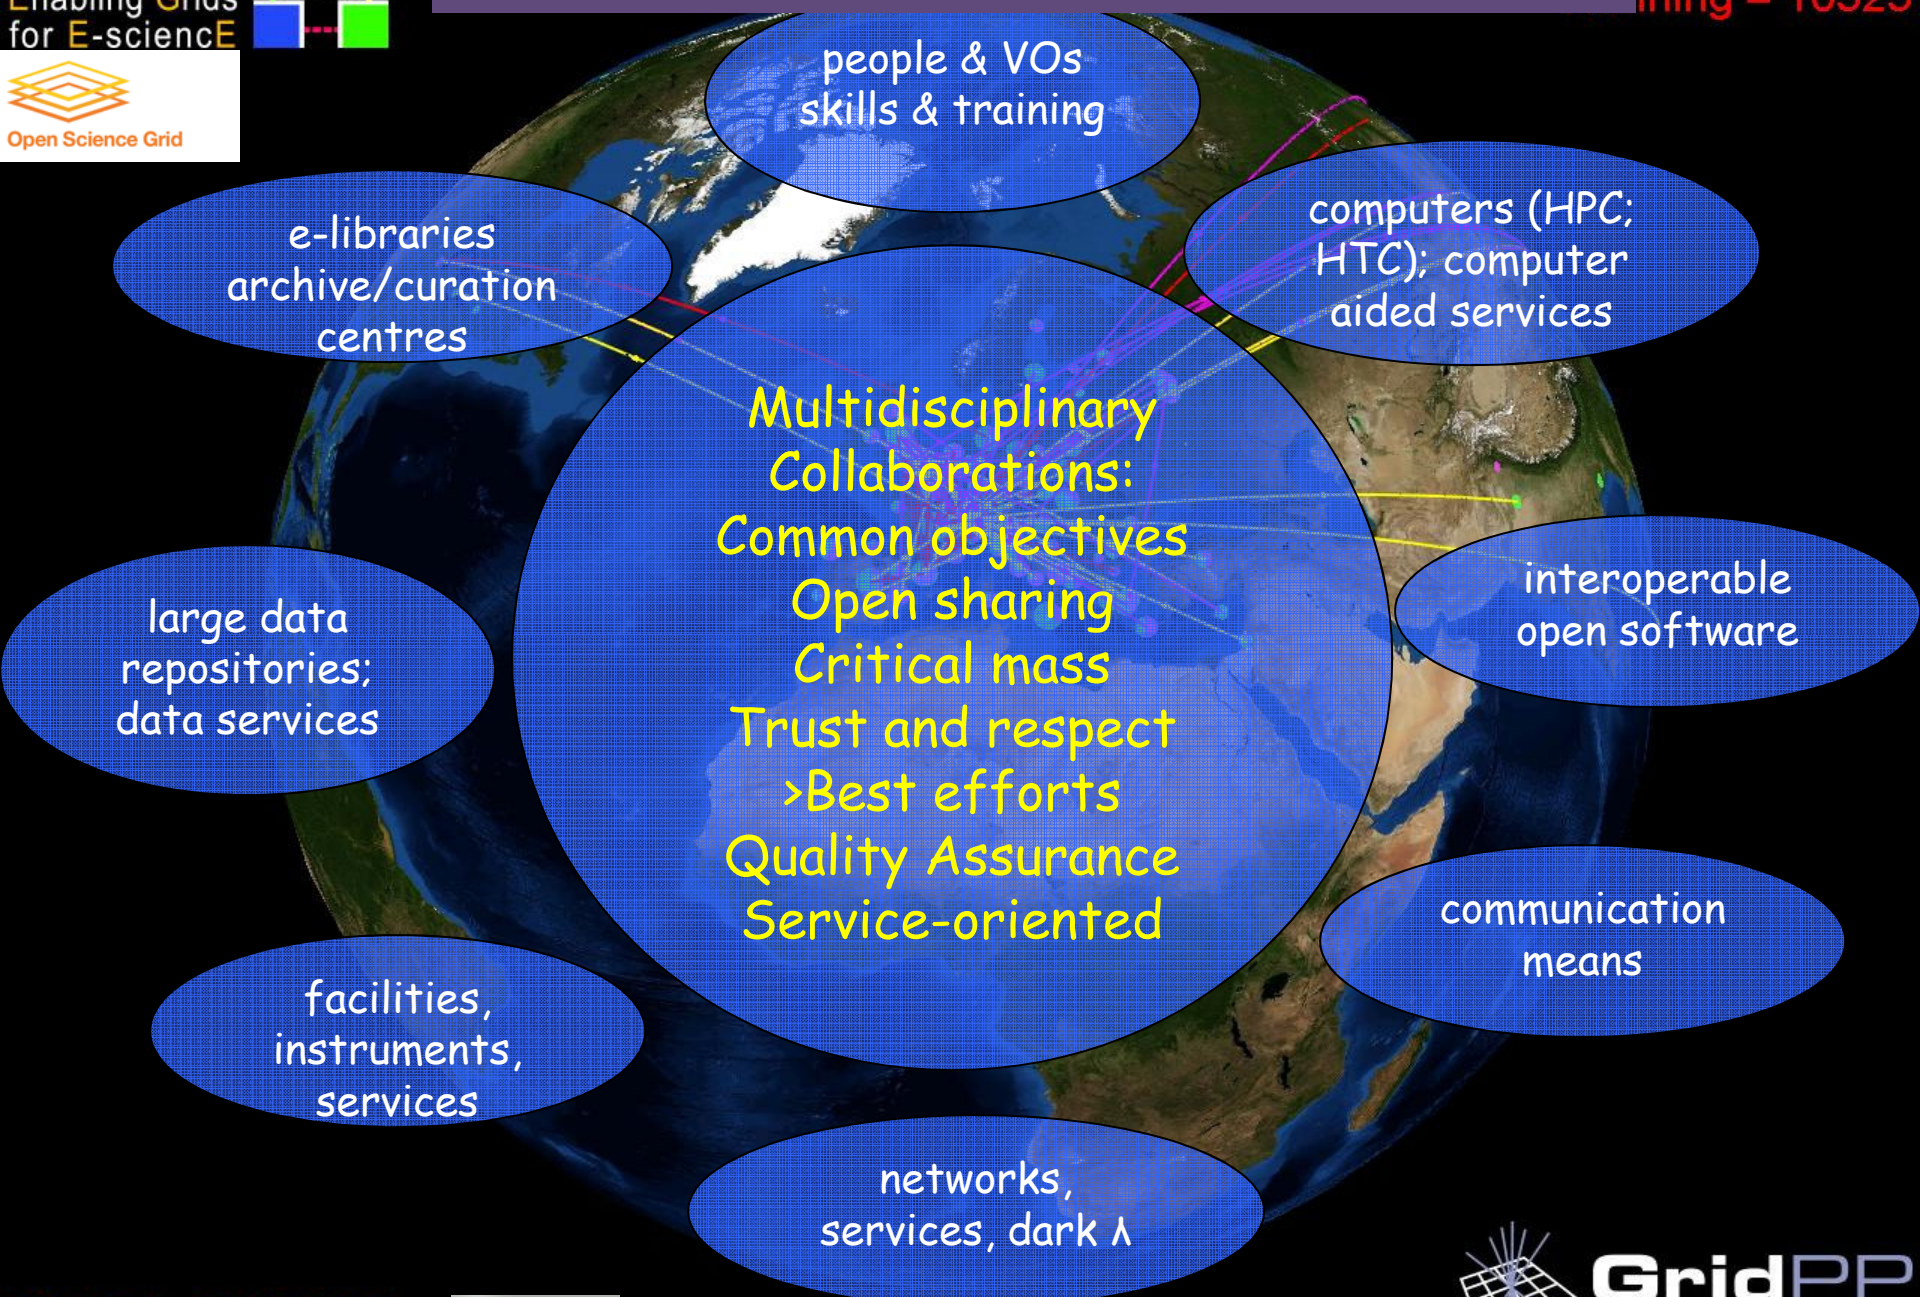 Enabling Grids
for E-sciencE
Open Science Grid
people & VOs
skills & training
computers (HPC;
HTC); computer
aided services
e-libraries
archive/curation
centres
Multidisciplinary
Collaborations:
Common objectives
Open sharing
Critical mass
Trust and respect
>Best efforts
Quality Assurance
Service-oriented
interoperable
open software
large data
repositories;
data services
communication
means
facilities,
instruments,
services
networks,
services, dark λ
GridPP